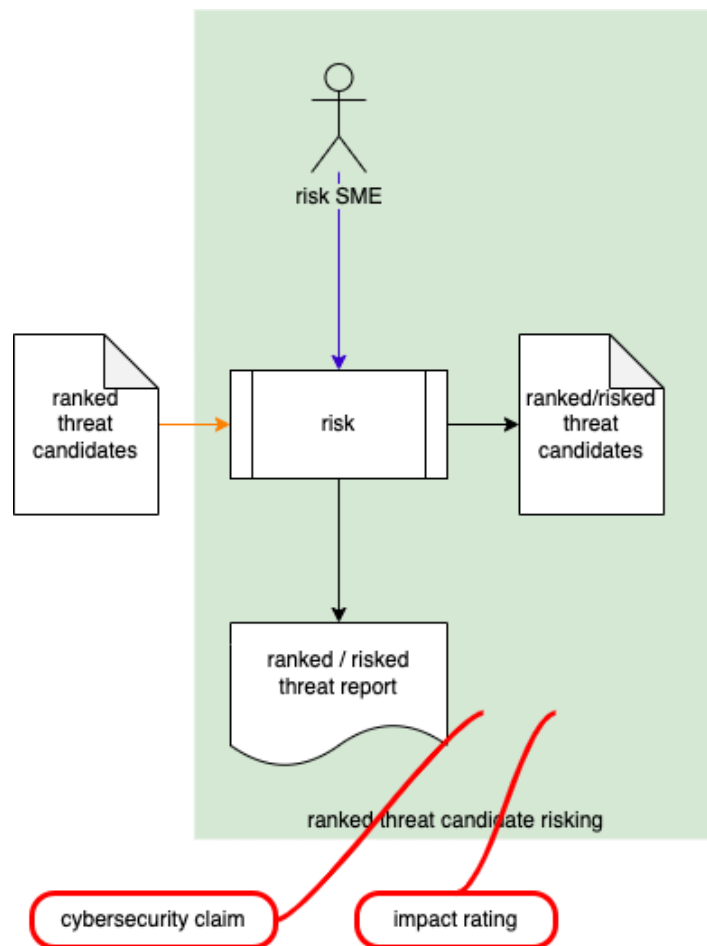 risk SME
ranked
threat
candidates
risk
ranked/risked
threat
candidates
ranked / risked
threat report
ranked threat candidate risking
cybersecurity claim
impact rating